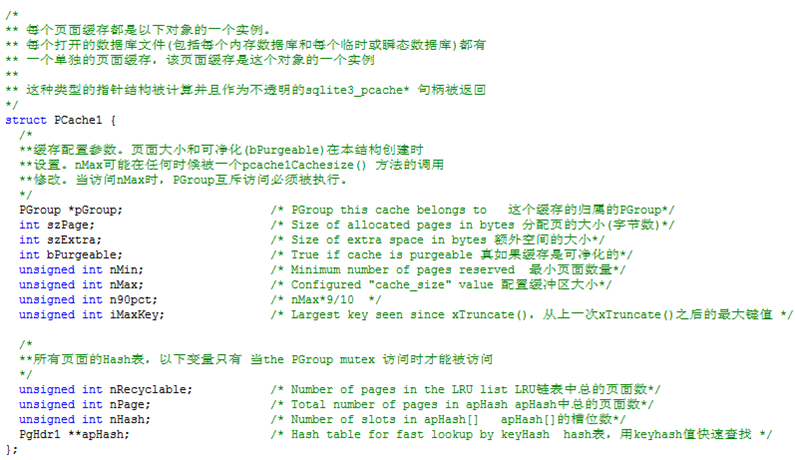 /*
** 每个页面缓存都是以下对象的一个实例。
** 每个打开的数据库文件(包括每个内存数据库和每个临时或瞬态数据库)都有
** 一个单独的页面缓存，该页面缓存是这个对象的一个实例
**
** 这种类型的指针结构被计算并且作为不透明的sqlite3_pcache* 句柄被返回
*/
struct PCache1 {
  /*
  **缓存配置参数。页面大小和可净化(bPurgeable)在本结构创建时
  **设置。nMax可能在任何时候被一个pcache1Cachesize() 方法的调用
  **修改。当访问nMax时，PGroup互斥访问必须被执行。
  */
  PGroup *pGroup;                     /* PGroup this cache belongs to   这个缓存的归属的PGroup*/
  int szPage;                         /* Size of allocated pages in bytes 分配页的大小(字节数)*/
  int szExtra;                        /* Size of extra space in bytes 额外空间的大小*/
  int bPurgeable;                     /* True if cache is purgeable 真如果缓存是可净化的*/
  unsigned int nMin;                  /* Minimum number of pages reserved  最小页面数量*/
  unsigned int nMax;                  /* Configured "cache_size" value 配置缓冲区大小*/
  unsigned int n90pct;                /* nMax*9/10  */
  unsigned int iMaxKey;               /* Largest key seen since xTruncate()，从上一次xTruncate()之后的最大键值 */

  /*
  **所有页面的Hash表，以下变量只有 当the PGroup mutex 访问时才能被访问
  */
  unsigned int nRecyclable;           /* Number of pages in the LRU list LRU链表中总的页面数*/
  unsigned int nPage;                 /* Total number of pages in apHash apHash中总的页面数*/
  unsigned int nHash;                 /* Number of slots in apHash[]   apHash[]的槽位数*/
  PgHdr1 **apHash;                    /* Hash table for fast lookup by keyHash  hash表，用keyhash值快速查找 */
};